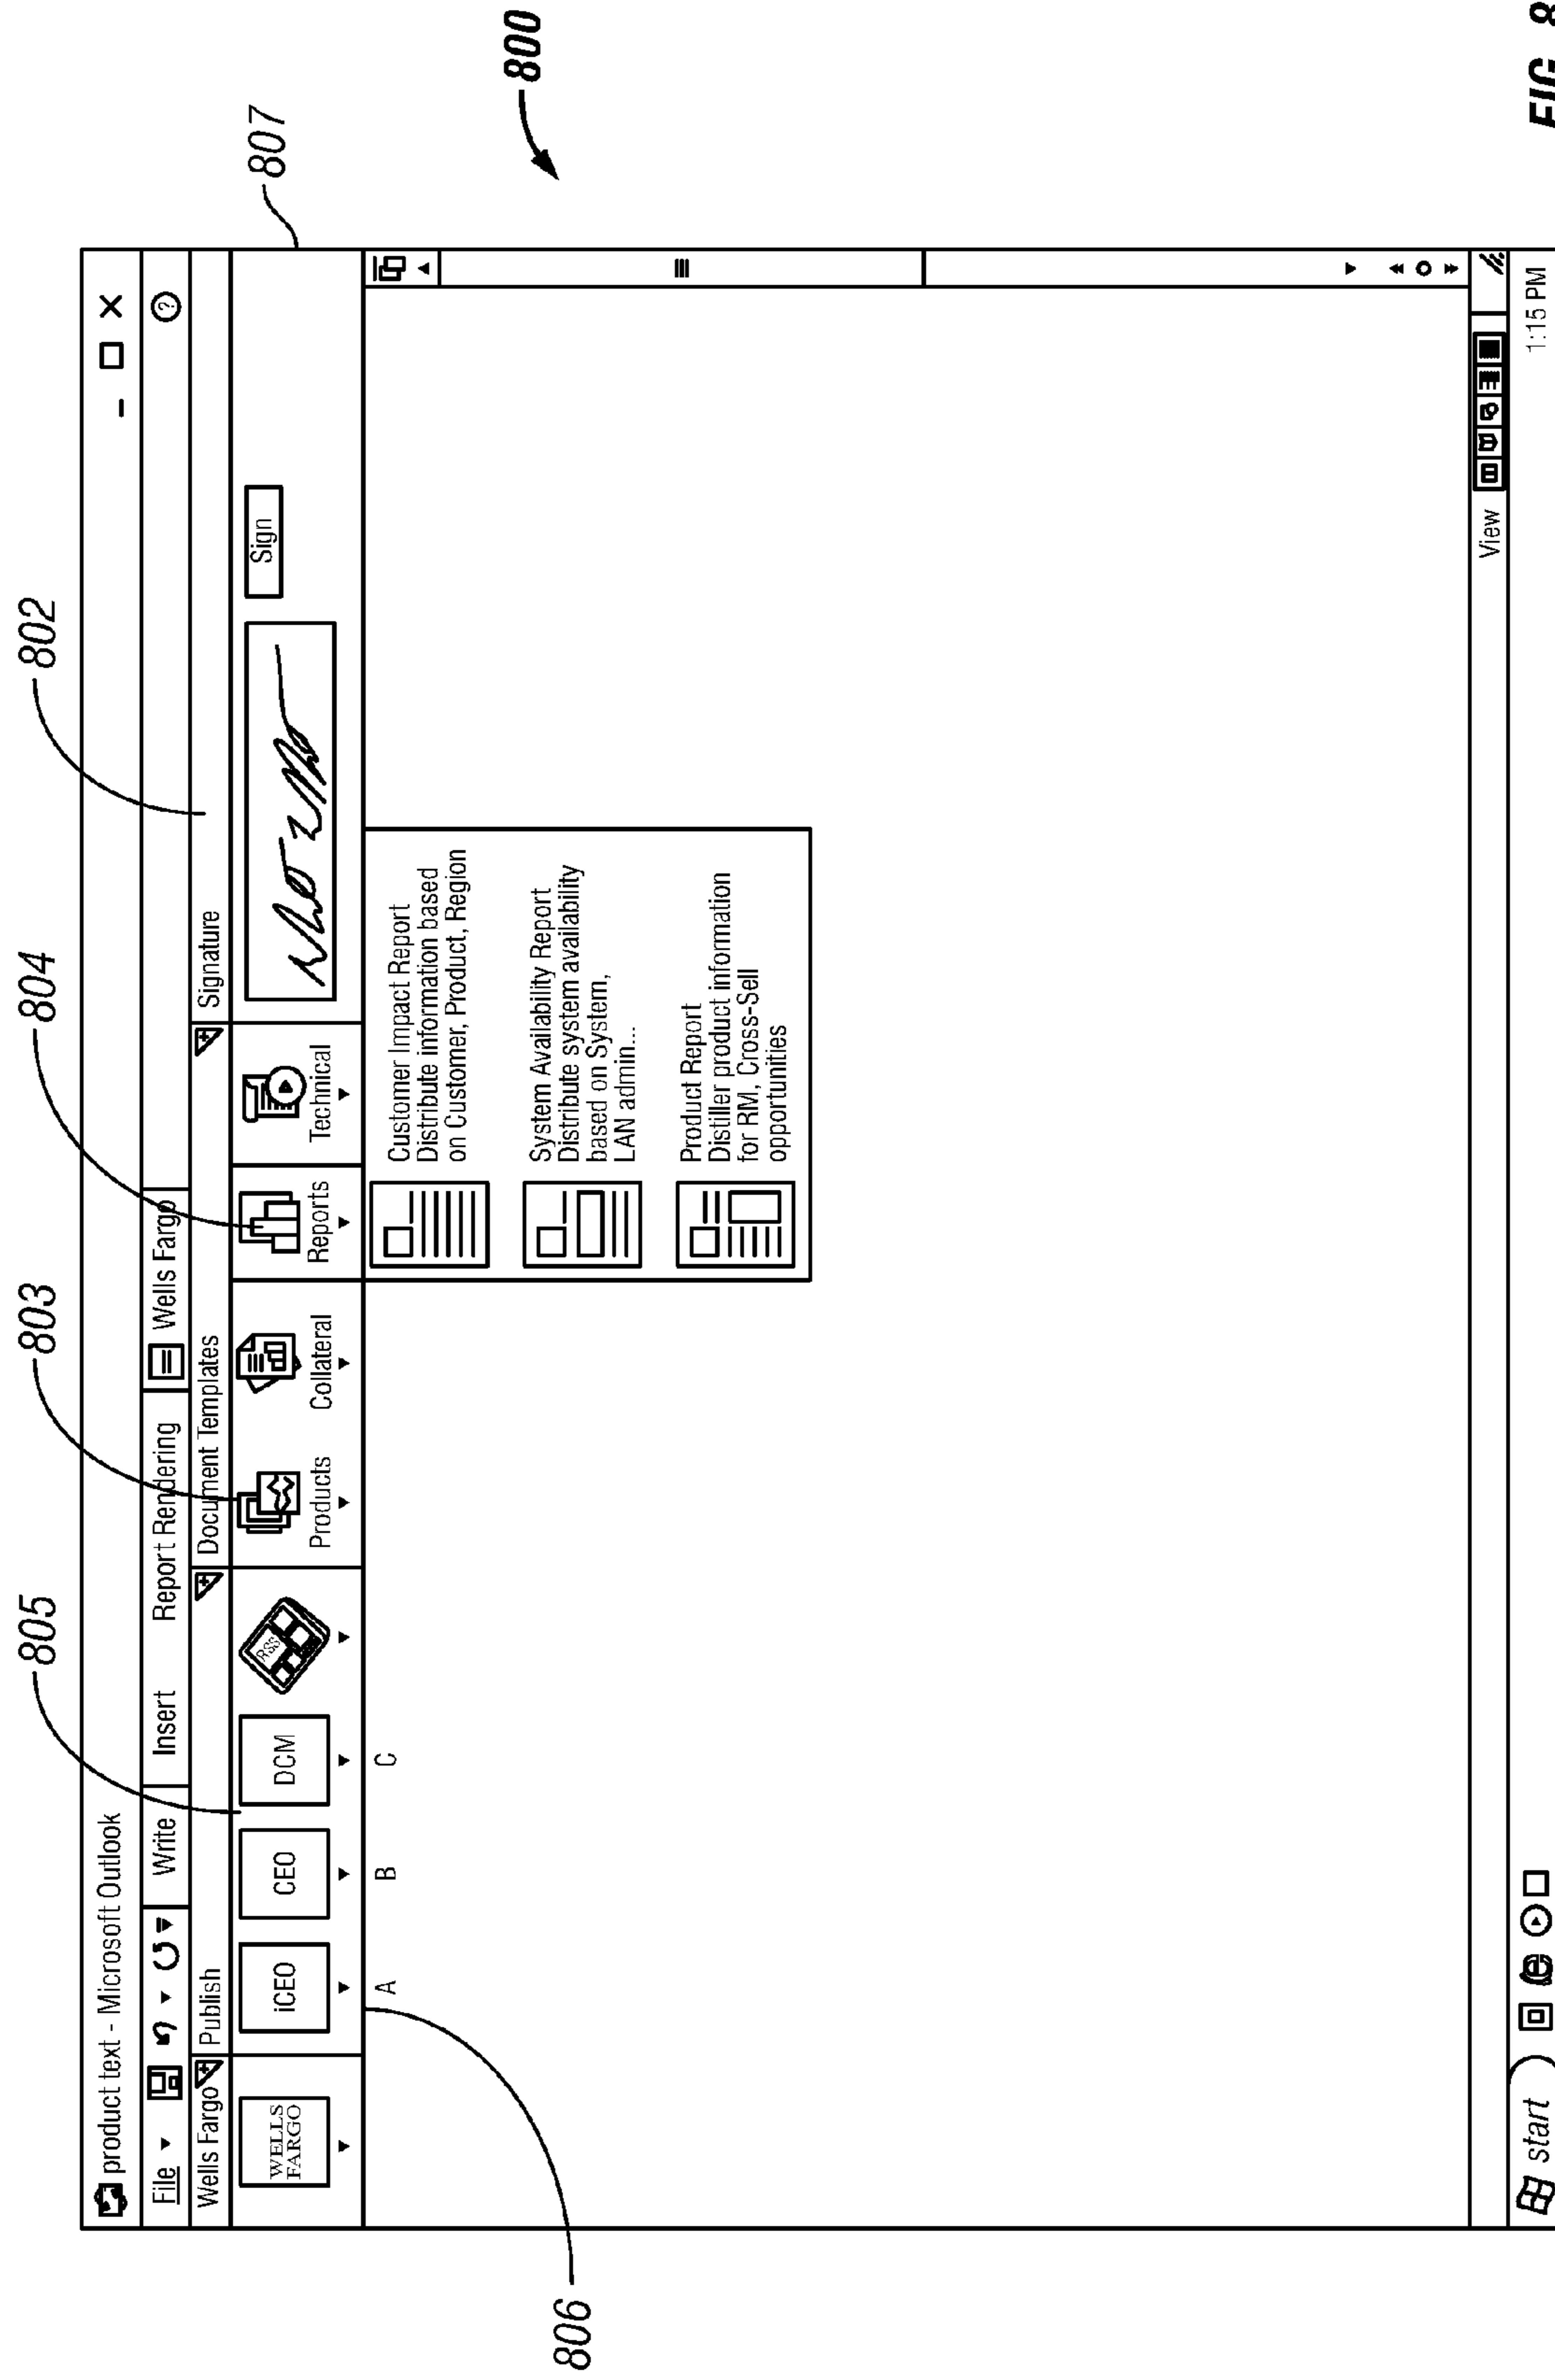 802
804
803
805
807
800
806
product text - Microsoft Outlook
File
Write
Insert
Report Rendering
Wells Fargo
?
Wells Fargo
Publish
Document Templates
Signature
WELLS
FARGO
iCEO
CEO
DCM
RSS
Products
Collateral
Reports
Technical
Sign
A
B
C
Customer Impact Report
Distribute information based
on Customer, Product, Region
System Availability Report
Distribute system availability
based on System,
LAN admin...
Product Report
Distiller product information
for RM, Cross-Sell
opportunities
View
start
1:15 PM
FIG. 8